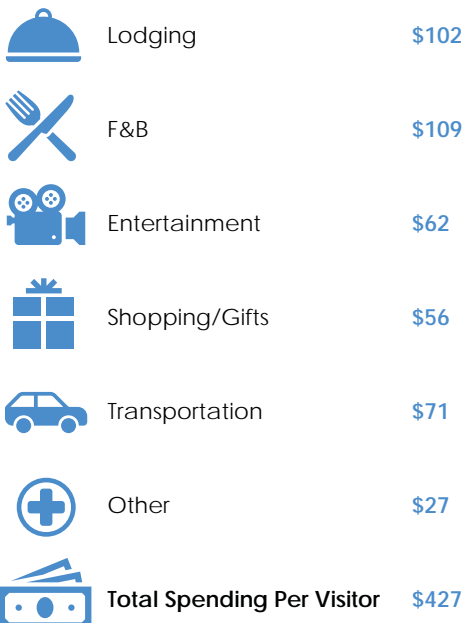 Lodging $102
F&B $109
Entertainment $62
Shopping/Gifts $56
Transportation $71
Other $27
Total Spending Per Visitor $427